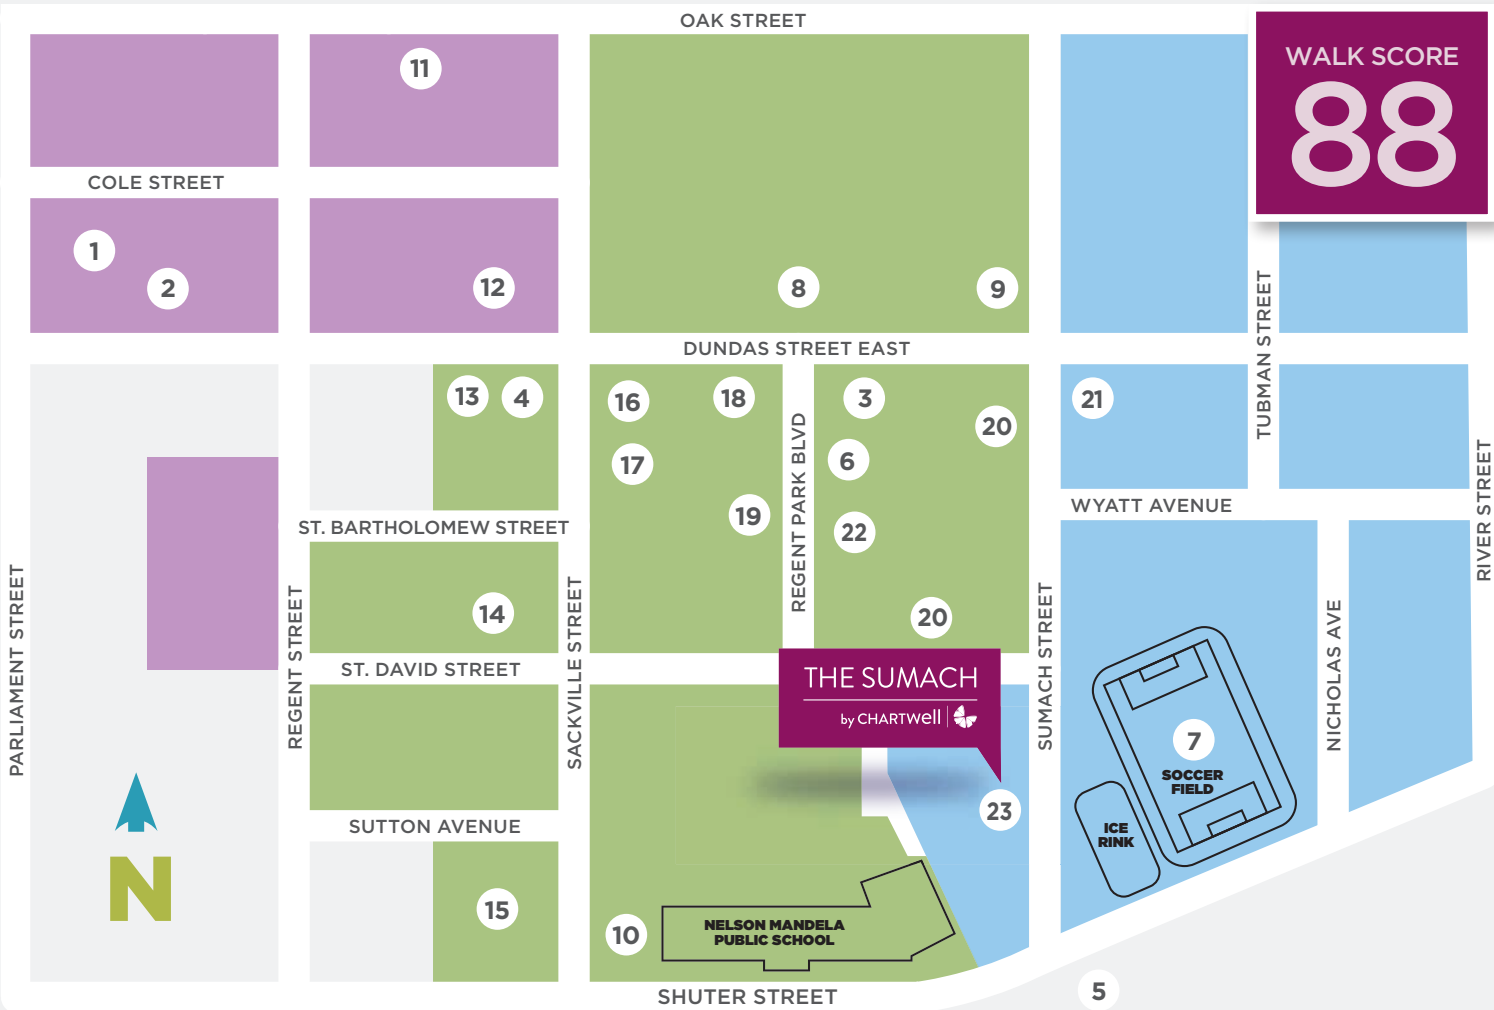 OAK STREET
WALK SCORE
88
11
COLE STREET
1
2
12
8
9
TUBMAN STREET
DUNDAS STREET EAST
13
4
16
18
3
20
21
17
6
REGENT PARK BLVD
RIVER STREET
19
22
WYATT AVENUE
ST. BARTHOLOMEW STREET
14
20
PARLIAMENT STREET
REGENT STREET
SACKVILLE STREET
SUMACH STREET
NICHOLAS AVE
ST. DAVID STREET
THE SUMACH
by CHARTWell
7
SOCCER
FIELD
23
ICE
RINK
N
SUTTON AVENUE
15
10
NELSON MANDELA
PUBLIC SCHOOL
SHUTER STREET
5